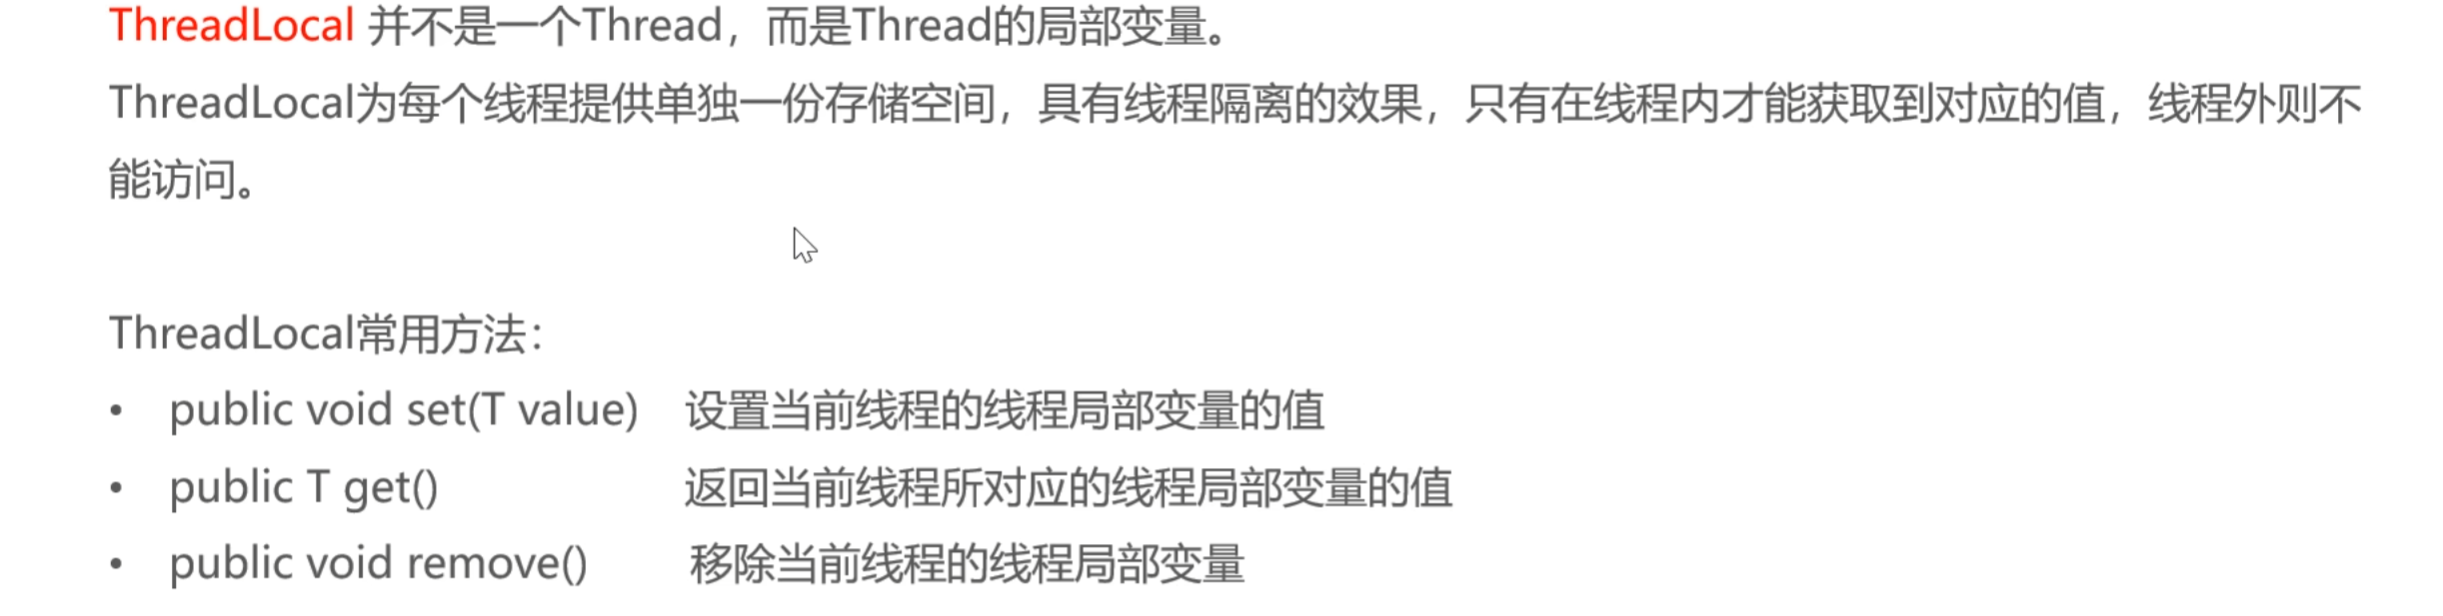 ThreadLocal 并不是一个Thread，而是Thread的局部变量。
ThreadLocal为每个线程提供单独一份存储空间，具有线程隔离的效果，只有在线程内才能获取到对应的值，线程外则不
能访问。
ThreadLocal常用方法：
• public void set(T value) 设置当前线程的线程局部变量的值
• public T get() 返回当前线程所对应的线程局部变量的值
• public void remove() 移除当前线程的线程局部变量